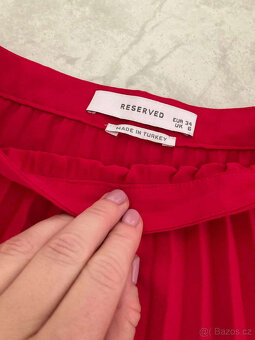 RESERVED
EUR 34
UK 6
MADE IN TURKEY
Bazos.cz